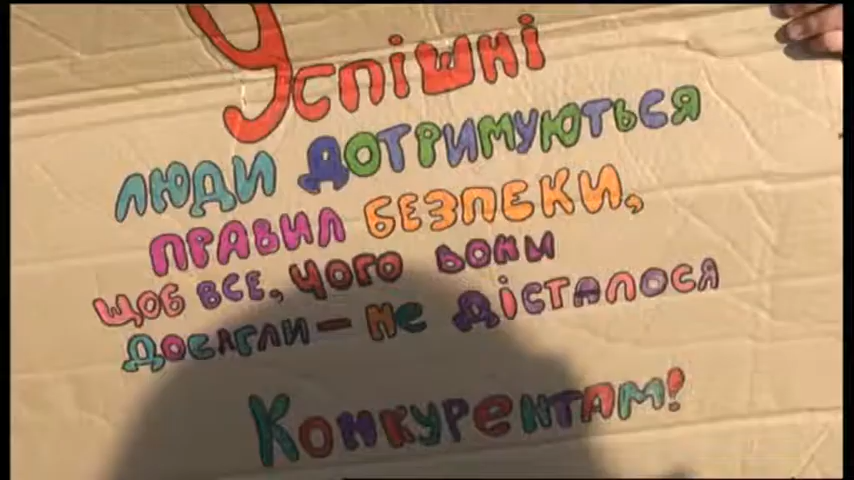 Успішні
люди дотримуються
правил безпеки,
щоб все, чого вони
досягли – не дісталося
Конкурентам!